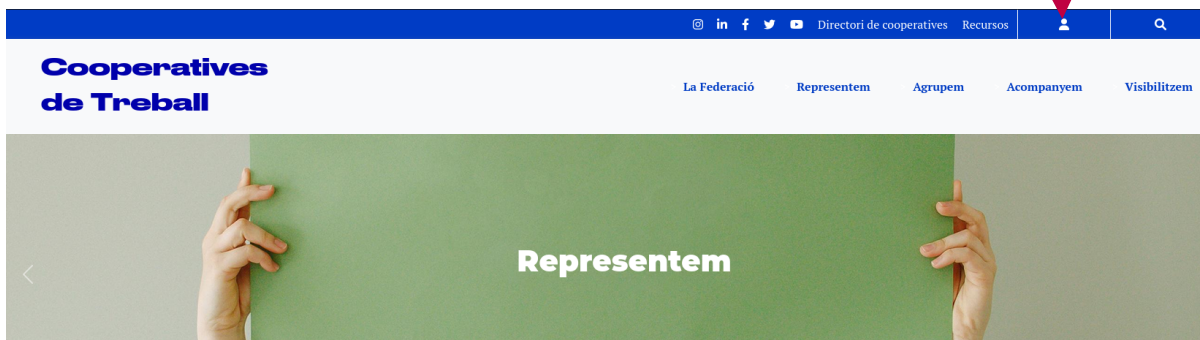 Directori de cooperatives Recursos
Cooperatives
de Treball
La Federació Representem Agrupem Acompanyem Visibilitzem
Representem